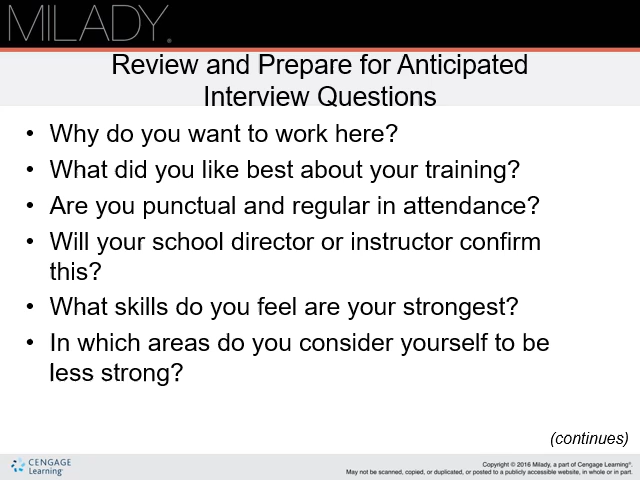 MILADY.
Review and Prepare for Anticipated
Interview Questions
• Why do you want to work here?
• What did you like best about your training?
• Are you punctual and regular in attendance?
• Will your school director or instructor confirm
this?
• What skills do you feel are your strongest?
• In which areas do you consider yourself to be
less strong?
(continues)
CENGAGE
Learning
Copyright © 2016 Milady, a part of Cengage Learning®.
May not be scanned, copied, or duplicated, or posted to a publicly accessible website, in whole or in part.